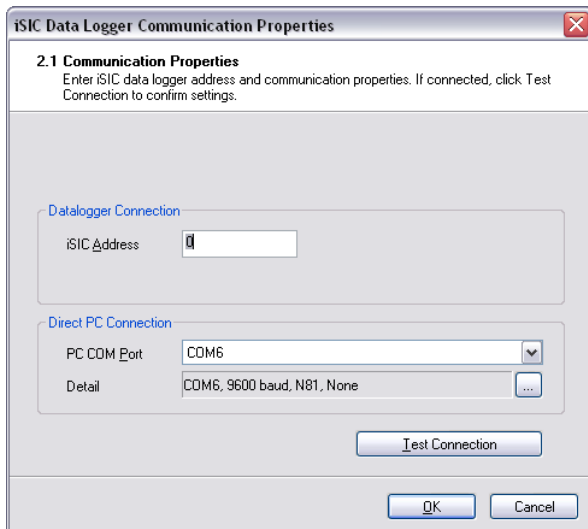 iSIC Data Logger Communication Properties
2.1 Communication Properties
Enter iSIC data logger address and communication properties. If connected, click Test
Connection to confirm settings.
Datalogger Connection
iSIC Address
0
Direct PC Connection
PC COM Port
COM6
Detail
COM6, 9600 baud, N81, None
...
Test Connection
OK
Cancel